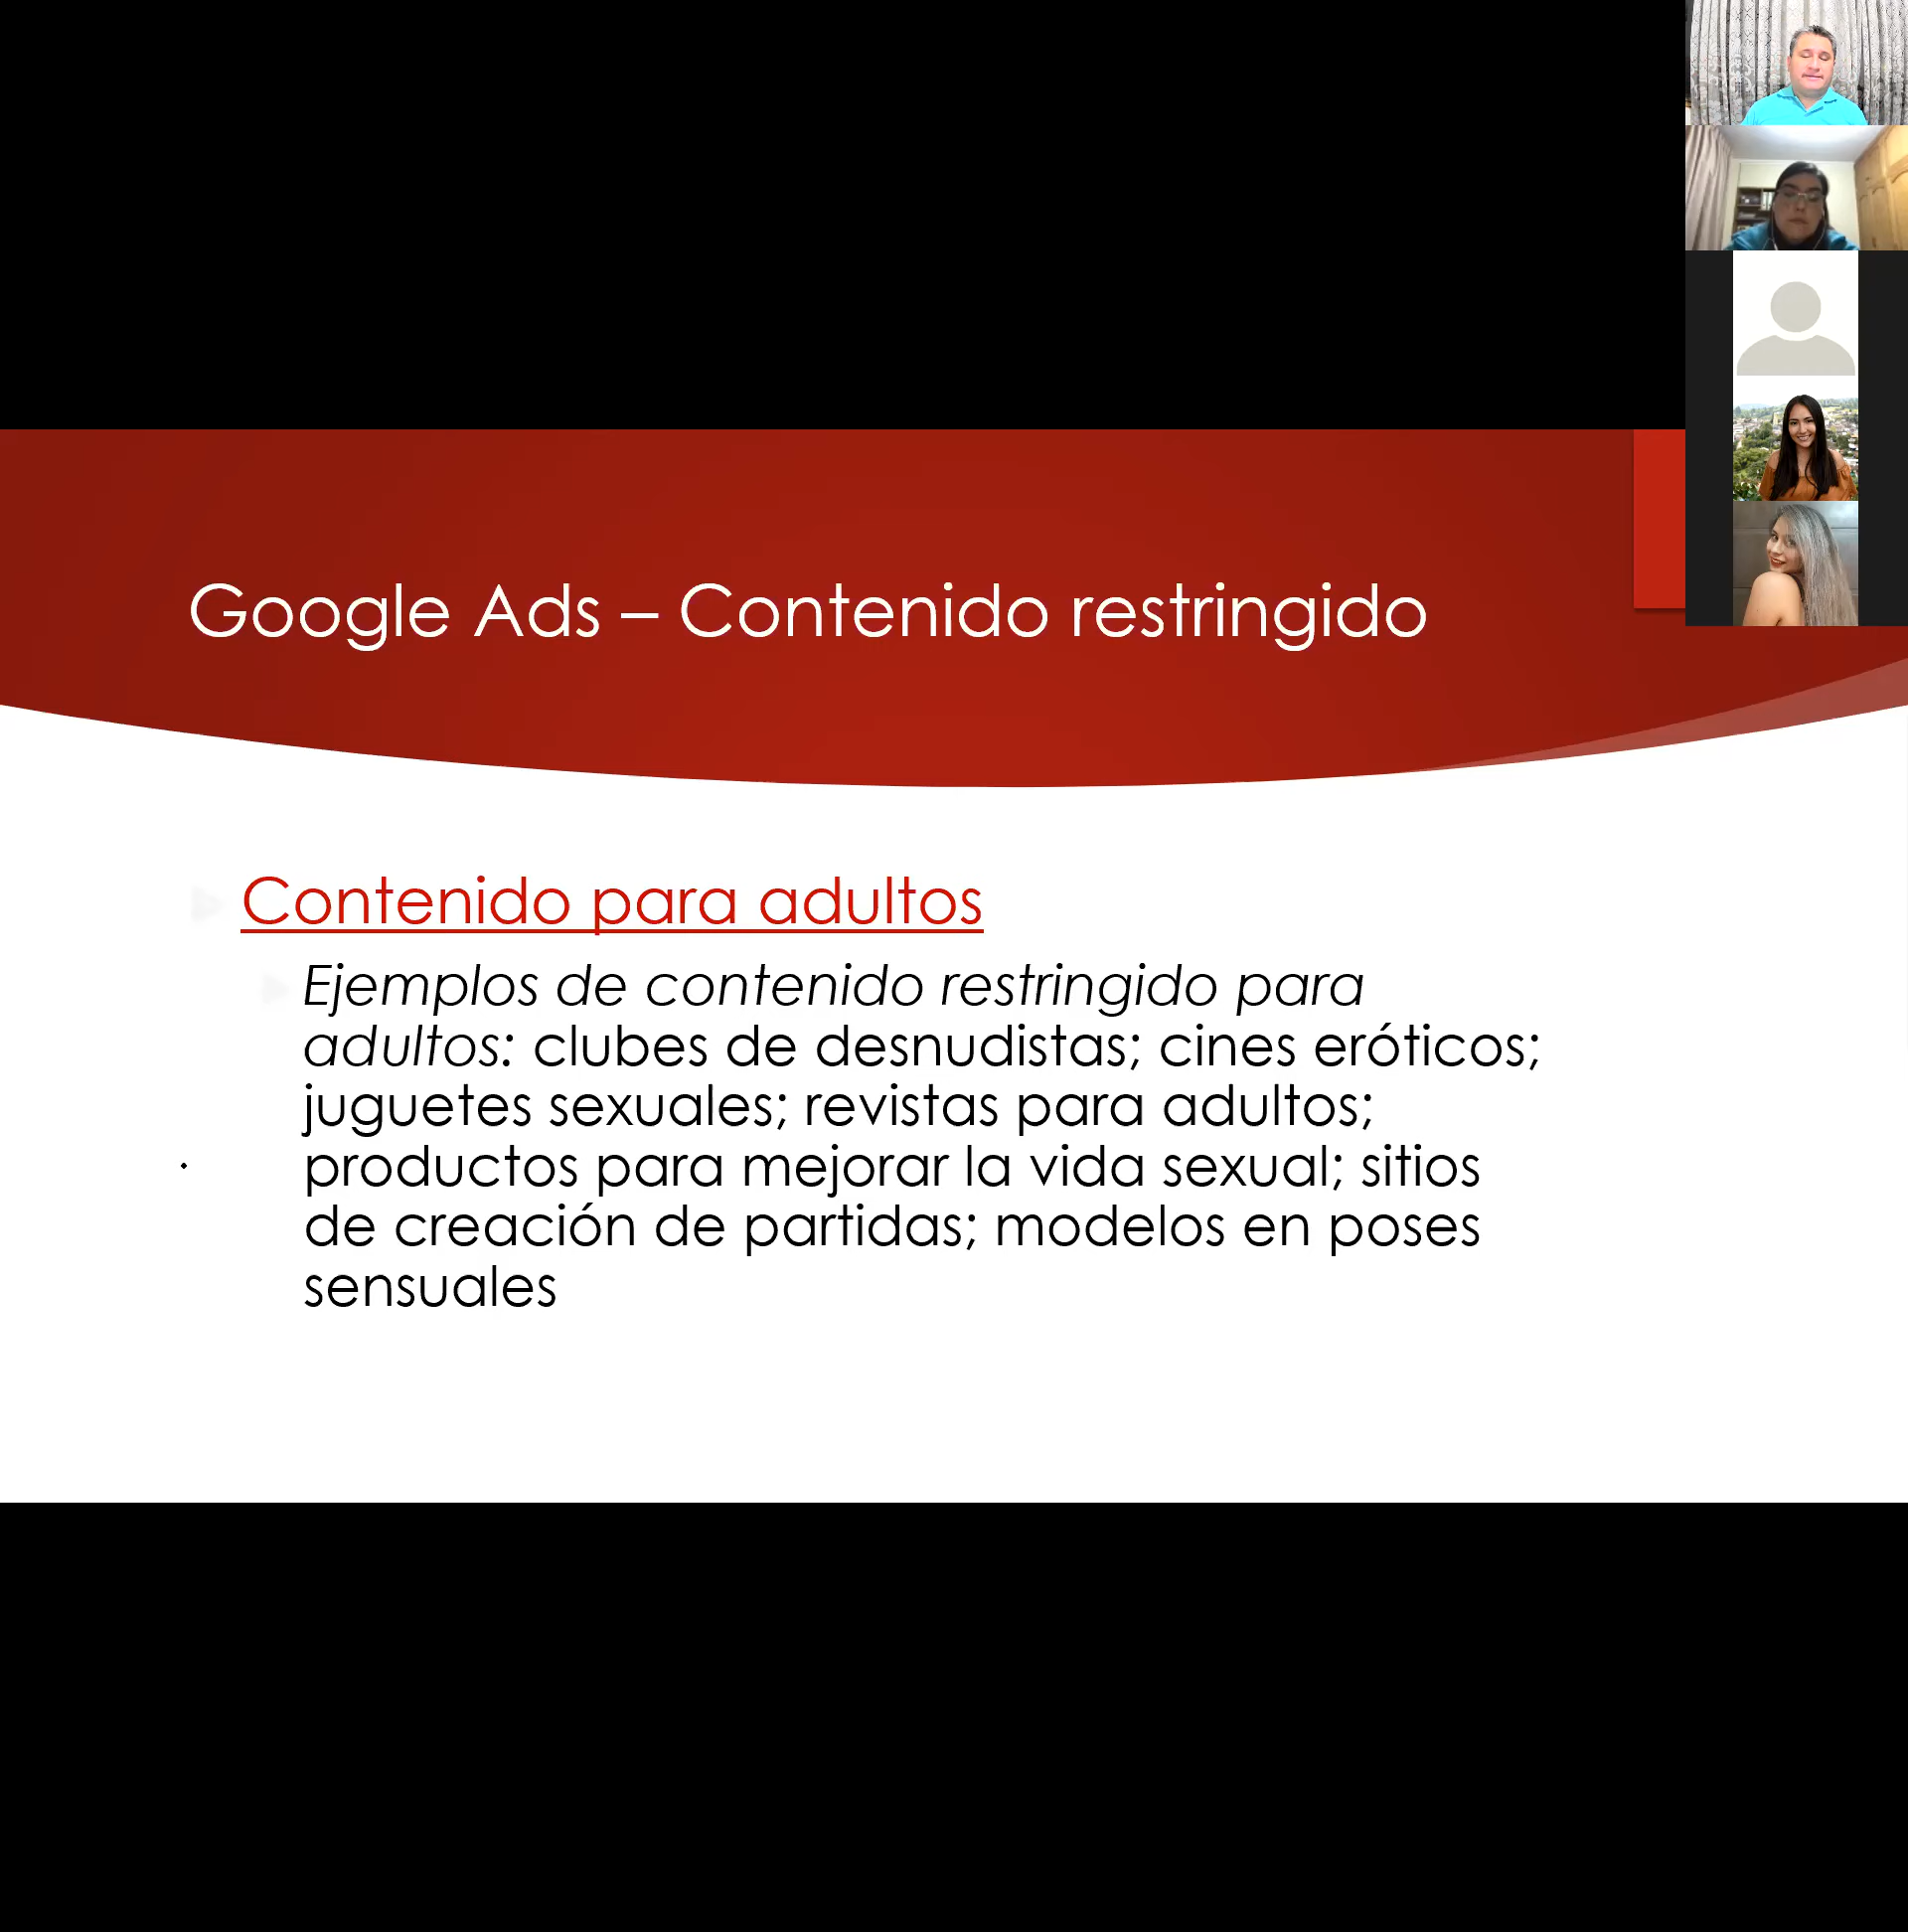 Google Ads – Contenido restringido
Contenido para adultos
Ejemplos de contenido restringido para
adultos: clubes de desnudistas; cines eróticos;
juguetes sexuales; revistas para adultos;
productos para mejorar la vida sexual; sitios
de creación de partidas; modelos en poses
sensuales